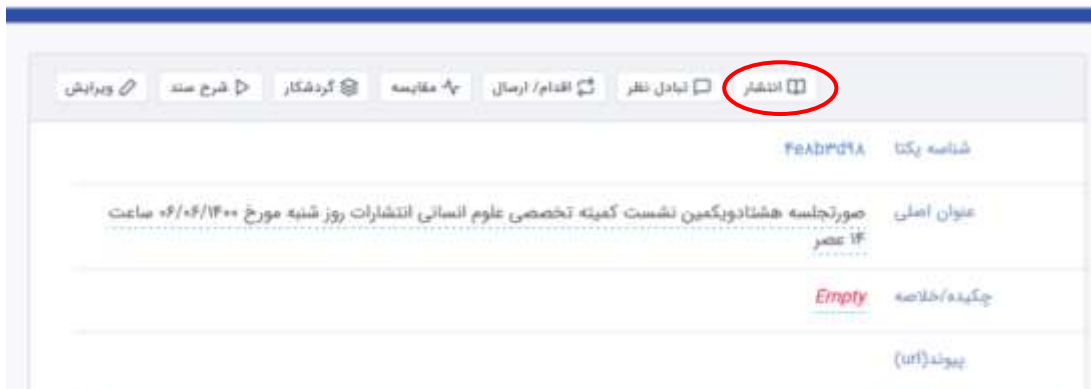 انتشار تبادل نظر اقدام/ ارسال مقایسه گردشکار شرح سند ویرایش
شناسه یکتا ۴e۸b۳d۹۸
عنوان اصلی صورتجلسه هشتادویکمین نشست کمیته تخصصی علوم انسانی انتشارات روز شنبه مورخ ۰۶/۰۶/۱۴۰۰ ساعت
۱۴ عصر
چکیده/خلاصه Empty
پیوند(url)